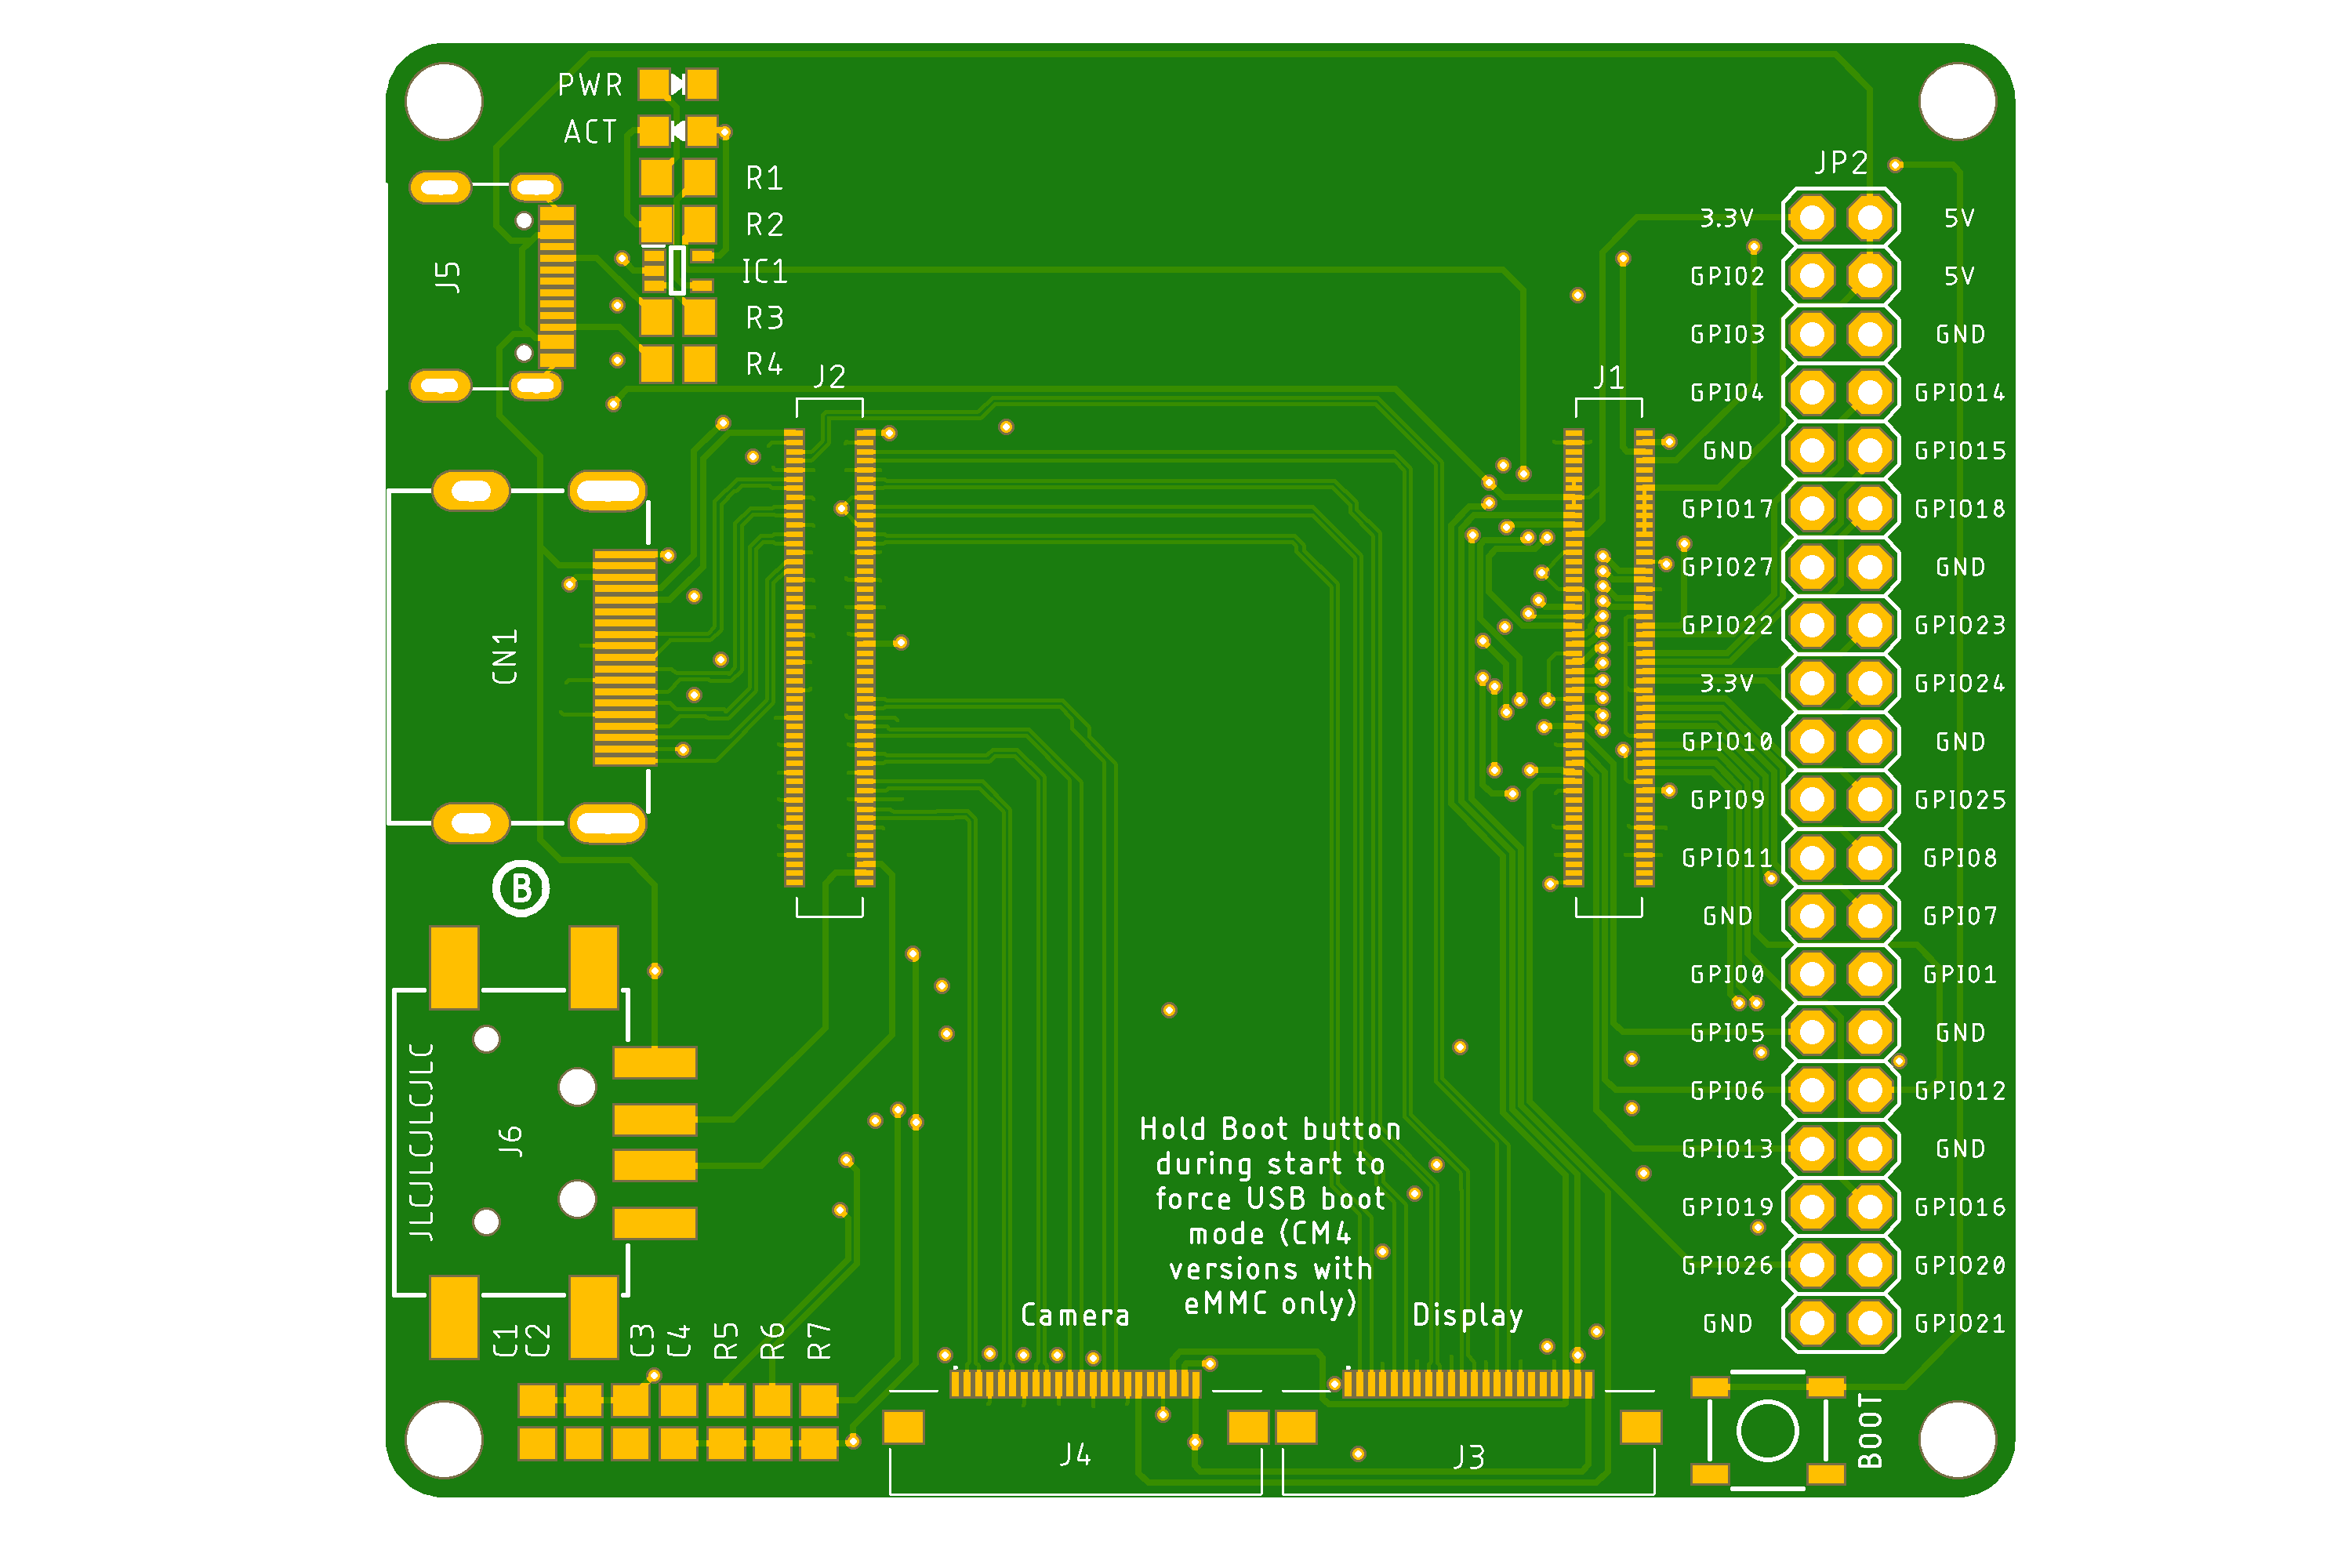 PWR
ACT
R1
R2
IC1
R3
R4
J5
J2
J1
JP2
3.3V 5V
GPIO2 5V
GPIO3 GND
GPIO4 GPIO14
GND GPIO15
GPIO17 GPIO18
GPIO27 GND
GPIO22 GPIO23
3.3V GPIO24
GPIO10 GND
GPIO9 GPIO25
GPIO11 GPIO8
GND GPIO7
GPIO0 GPIO1
GPIO5 GND
GPIO6 GPIO12
GPIO13 GND
GPIO19 GPIO16
GPIO26 GPIO20
GND GPIO21
CN1
B
JLCJLCJLCJLC
J6
Hold Boot button
during start to
force USB boot
mode (CM4
versions with
eMMC only)
Camera
Display
C1
C2
C3
C4
R5
R6
R7
J4
J3
BOOT